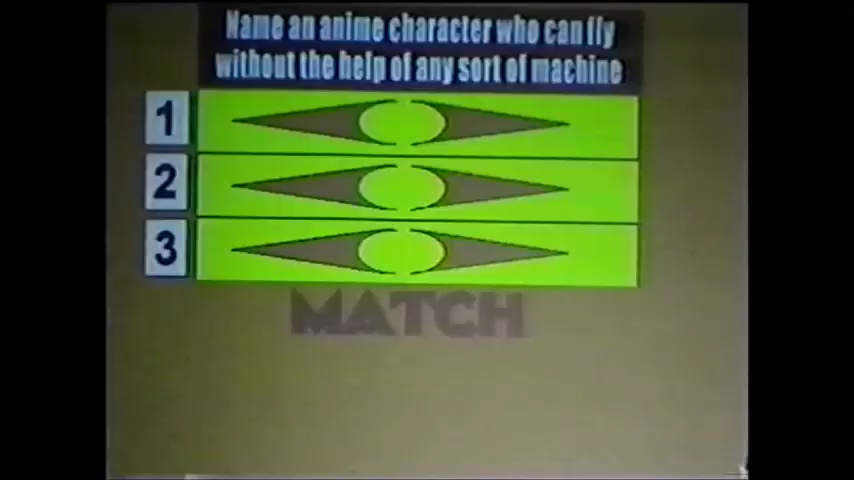 Name an anime character who can fly
without the help of any sort of machine
1
2
3
MATCH